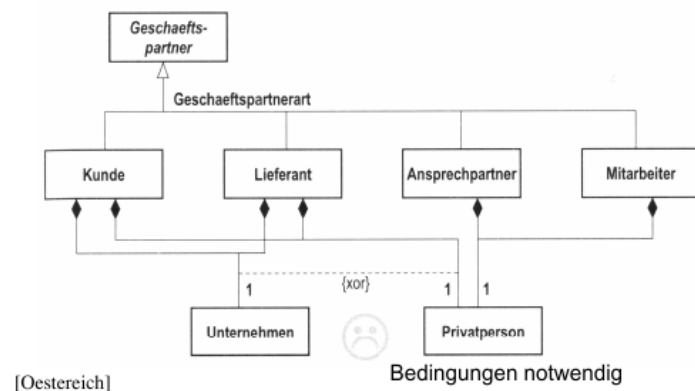 Geschaefts-
partner
Geschaeftspartnerart
Kunde
Lieferant
Ansprechpartner
Mitarbeiter
{xor}
1
1
1
Unternehmen
Privatperson
Bedingungen notwendig
[Oestereich]